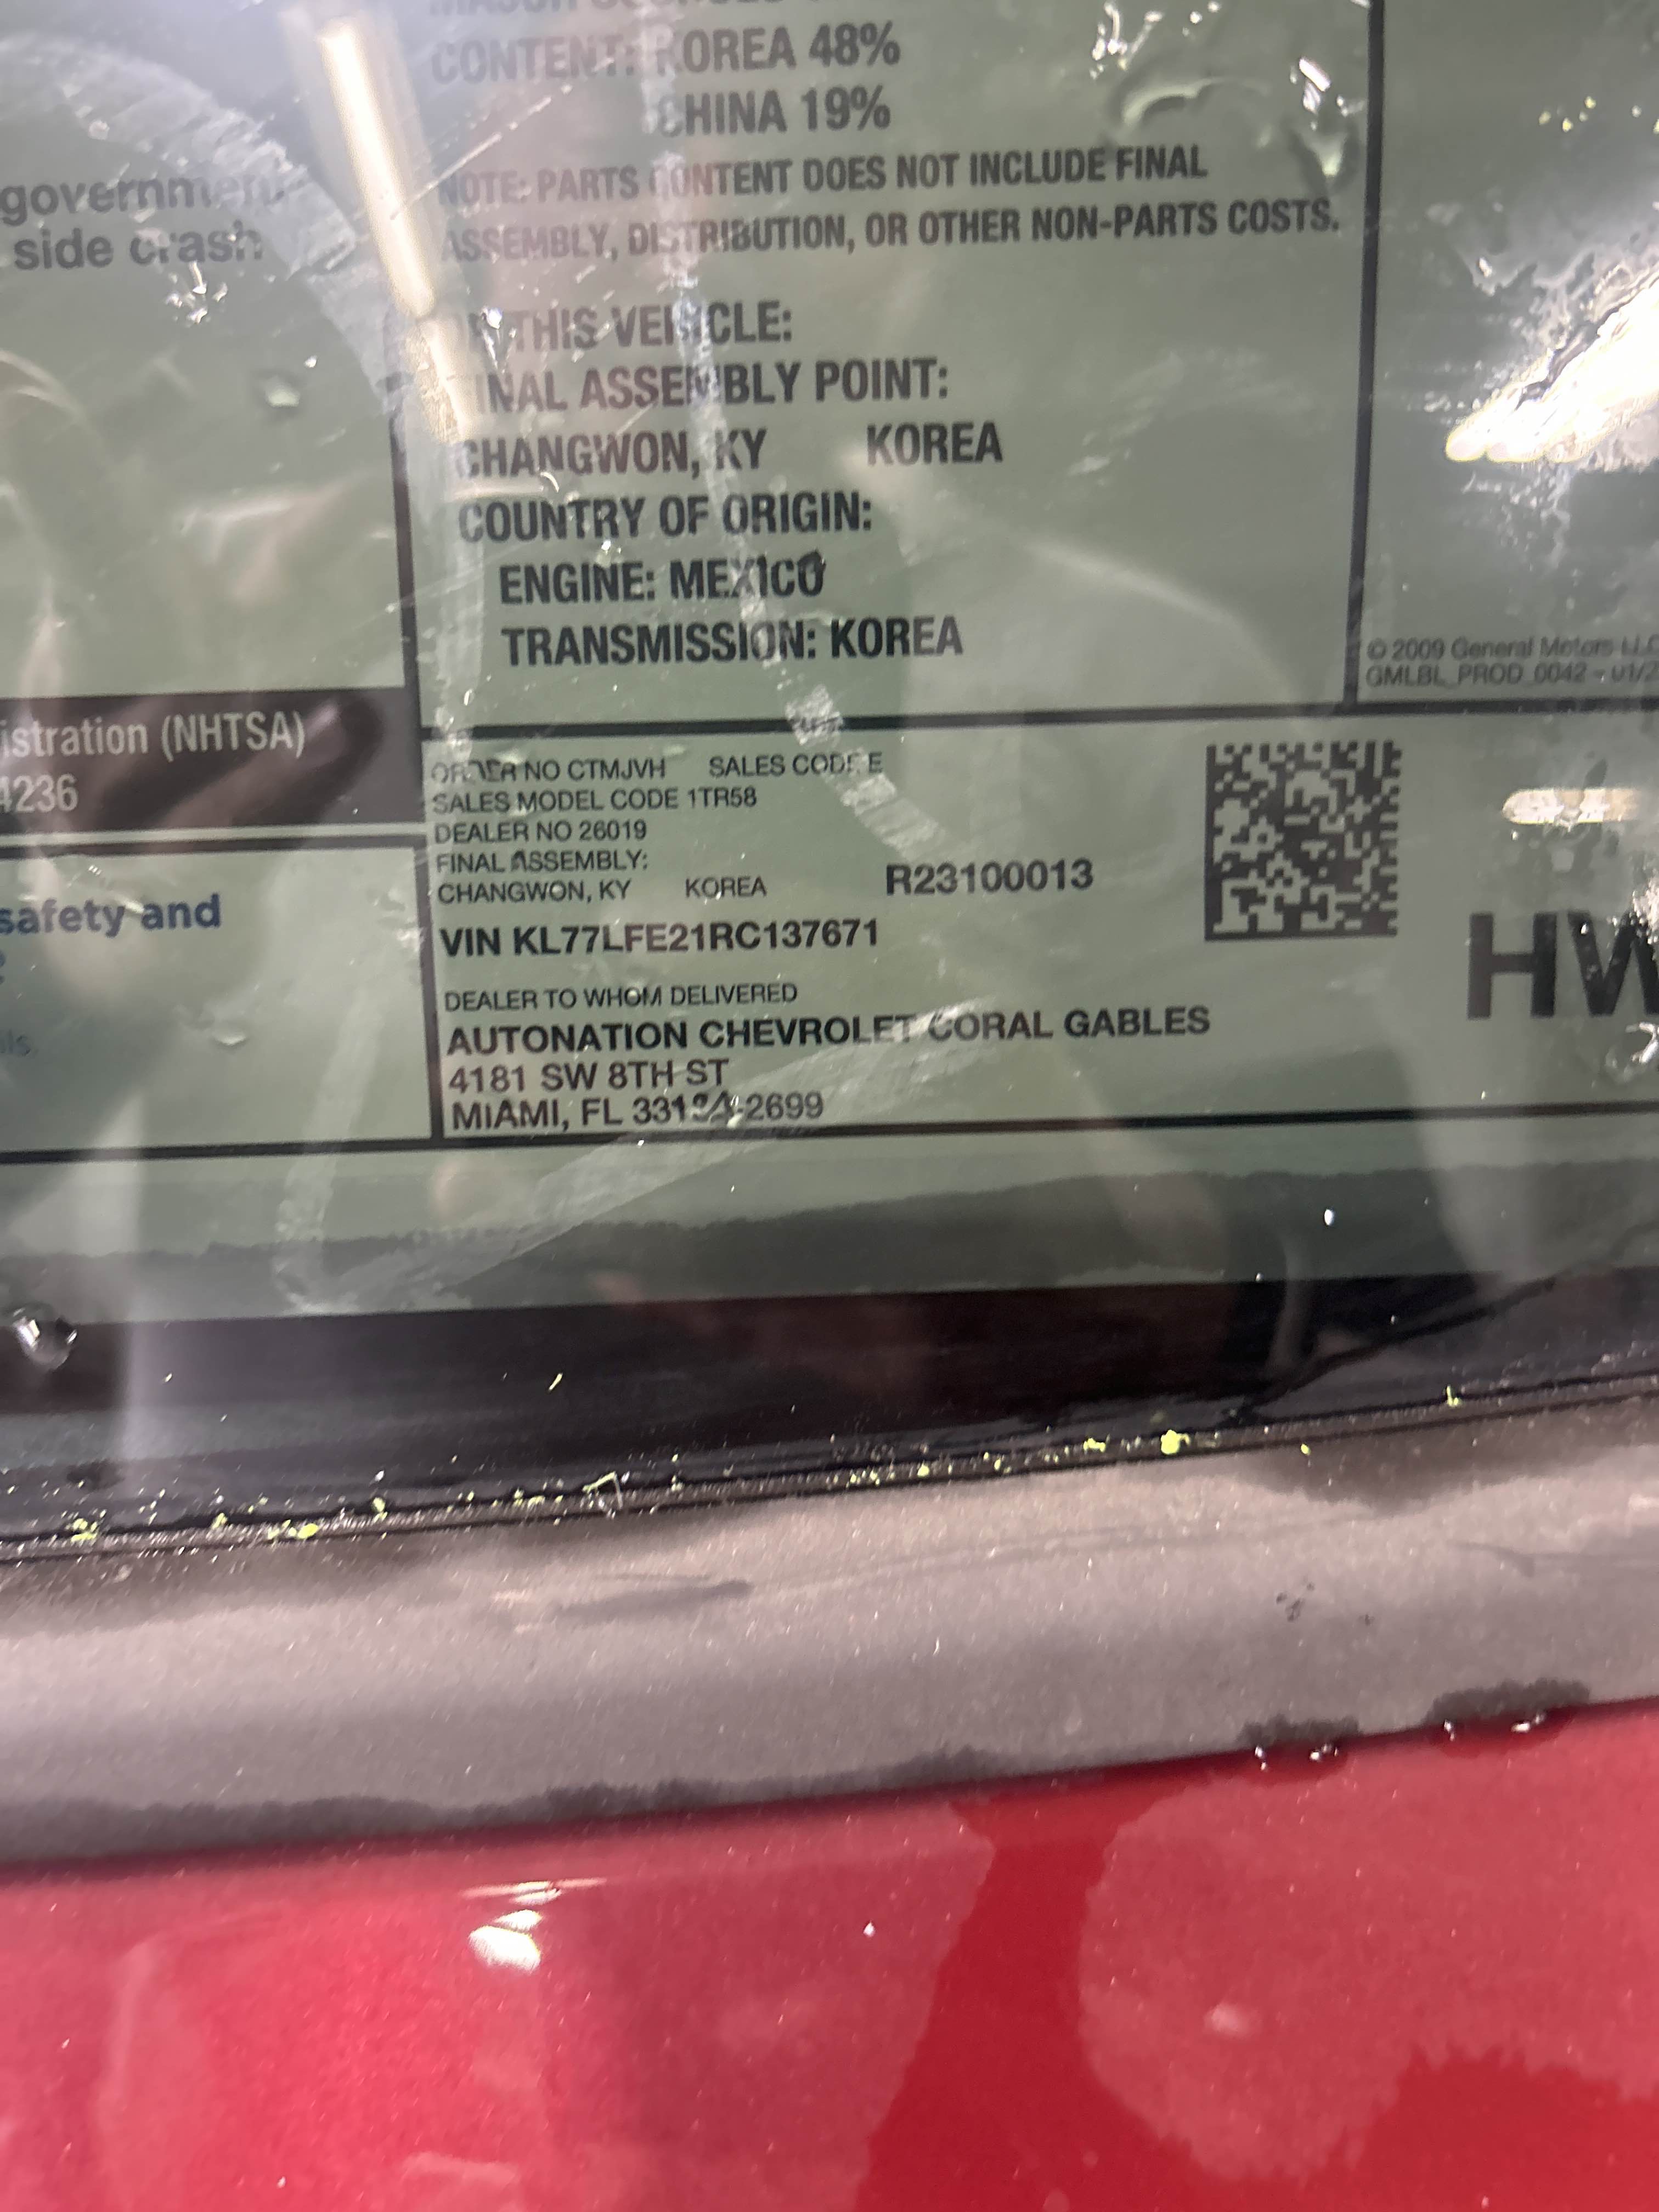 CONTENT: KOREA 48%
CHINA 19%
NOTE: PARTS CONTENT DOES NOT INCLUDE FINAL
ASSEMBLY, DISTRIBUTION, OR OTHER NON-PARTS COSTS.
government
side crash
THIS VEHICLE:
FINAL ASSEMBLY POINT:
CHANGWON, KY KOREA
COUNTRY OF ORIGIN:
ENGINE: MEXICO
TRANSMISSION: KOREA
© 2009 General Motors LLC
GMLBL_PROD_0042 - 01/2
istration (NHTSA)
4236
ORDER NO CTMJVH SALES CODE E
SALES MODEL CODE 1TR58
DEALER NO 26019
FINAL ASSEMBLY:
CHANGWON, KY KOREA R23100013
VIN KL77LFE21RC137671
safety and
HW
DEALER TO WHOM DELIVERED
AUTONATION CHEVROLET CORAL GABLES
4181 SW 8TH ST
MIAMI, FL
ls.